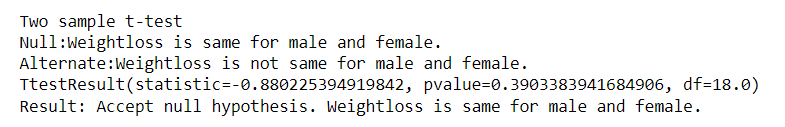 Two sample t-test
Null:Weightloss is same for male and female.
Alternate:Weightloss is not same for male and female.
TtestResult(statistic=-0.880225394919842, pvalue=0.3903383941684906, df=18.0)
Result: Accept null hypothesis. Weightloss is same for male and female.